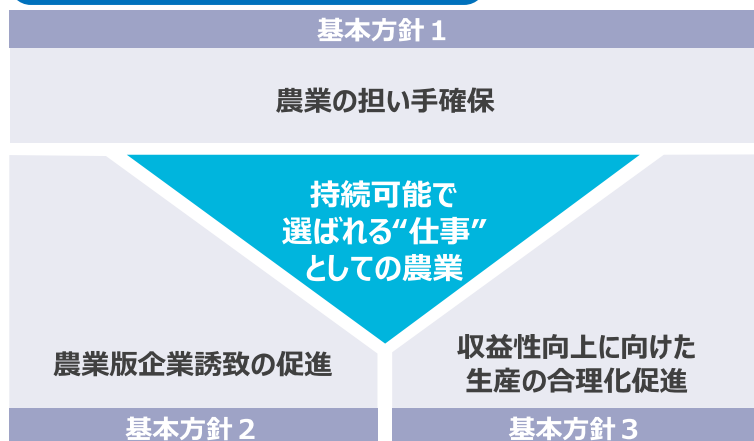 基本方針１
農業の担い手確保
持続可能で
選ばれる“仕事”
としての農業
農業版企業誘致の促進
収益性向上に向けた
生産の合理化促進
基本方針２
基本方針３